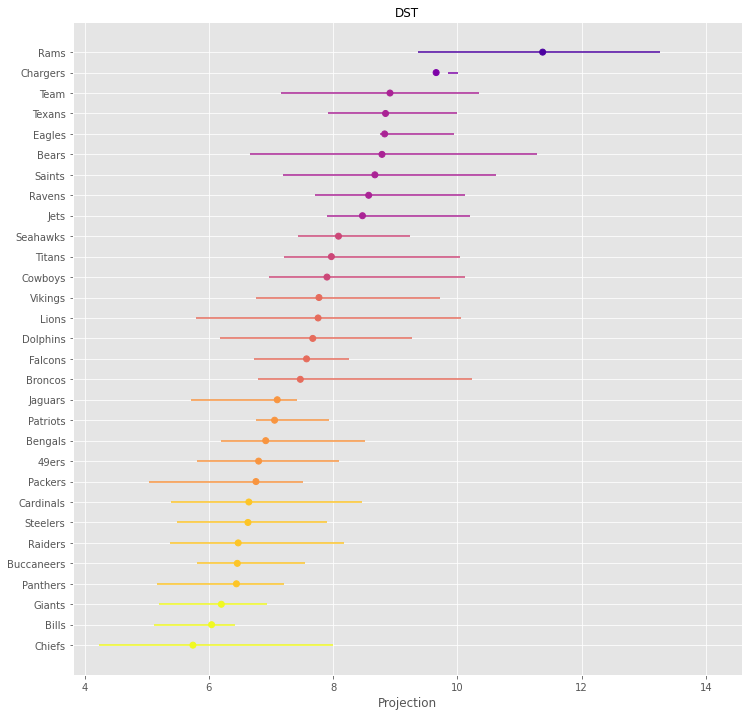 DST
Rams
Chargers
Team
Texans
Eagles
Bears
Saints
Ravens
Jets
Seahawks
Titans
Cowboys
Vikings
Lions
Dolphins
Falcons
Broncos
Jaguars
Patriots
Bengals
49ers
Packers
Cardinals
Steelers
Raiders
Buccaneers
Panthers
Giants
Bills
Chiefs
4 6 8 10 12 14
Projection